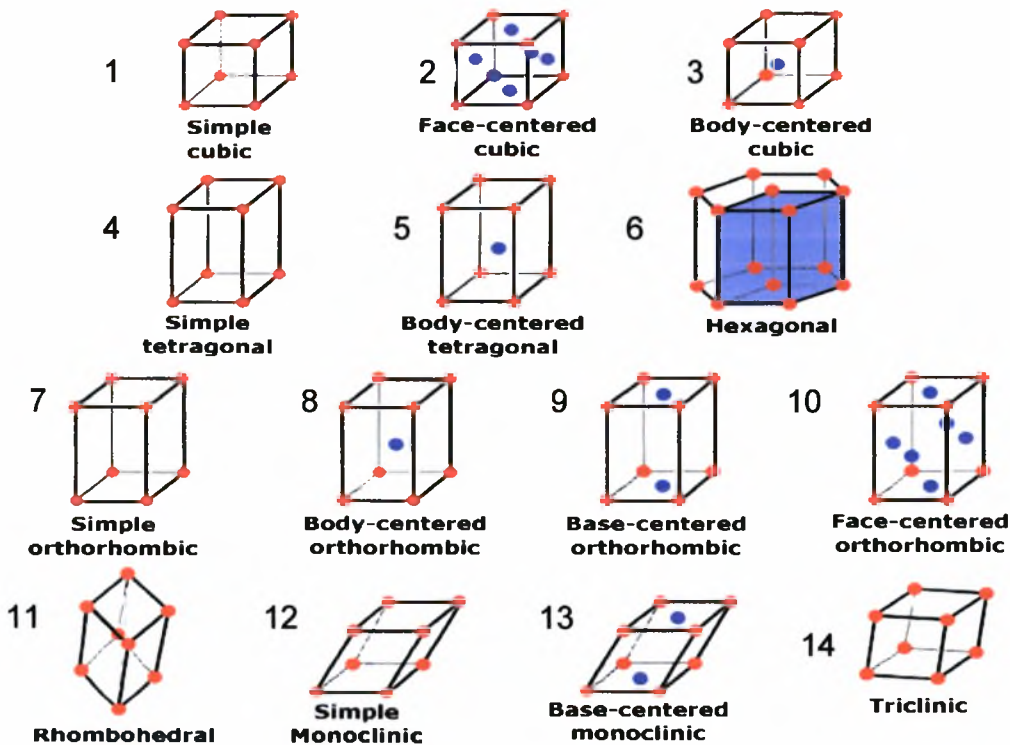 1
2
3
Simple
cubic
Face-centered
cubic
Body-centered
cubic
4
5
6
Simple
tetragonal
Body-centered
tetragonal
Hexagonal
7
8
9
10
Simple
orthorhombic
Body-centered
orthorhombic
Base-centered
orthorhombic
Face-centered
orthorhombic
11
12
13
14
Rhombohedral
Simple
Monoclinic
Base-centered
monoclinic
Triclinic